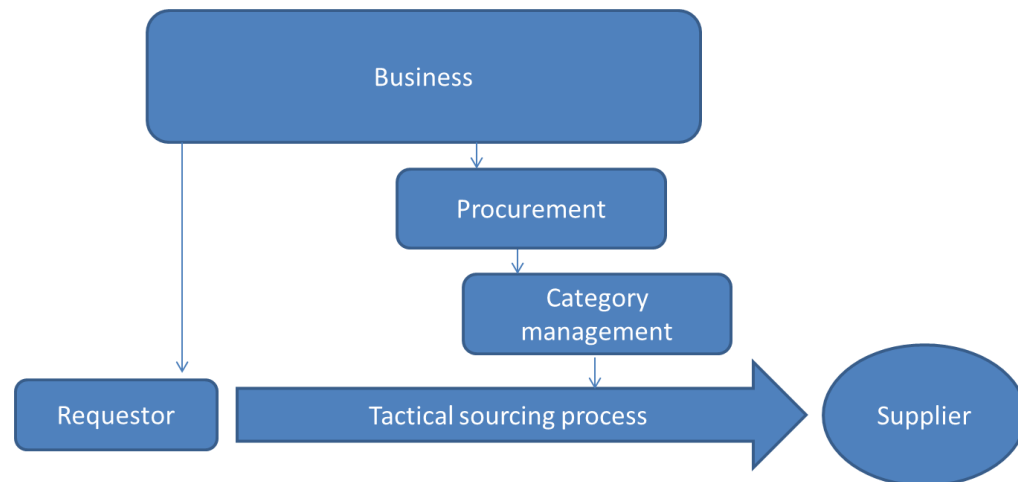 Business
Procurement
Category
management
Requestor
Tactical sourcing process
Supplier